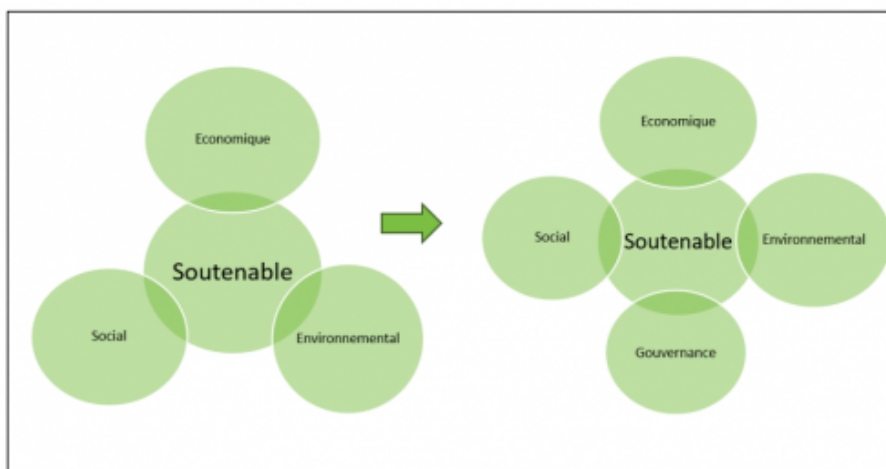 Economique
Soutenable
Social
Environnemental
Economique
Social
Soutenable
Environnemental
Gouvernance